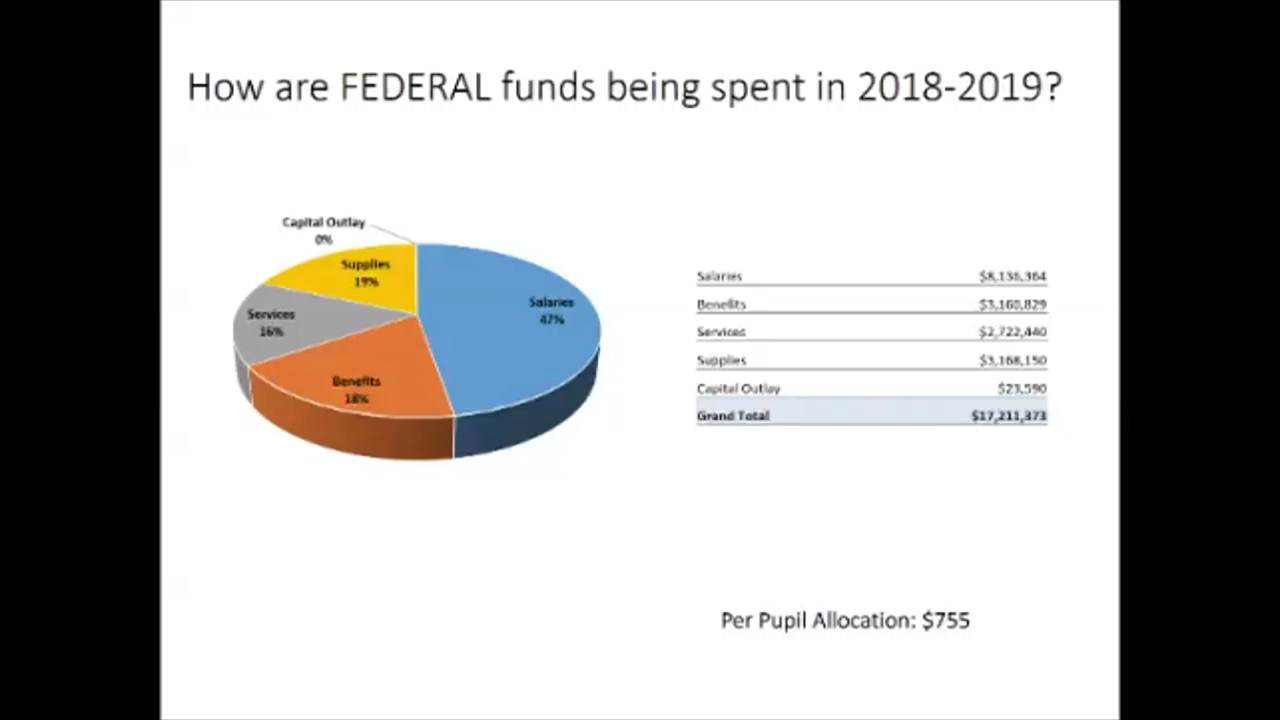 How are FEDERAL funds being spent in 2018-2019?
Capital Outlay
0%
Supplies
19%
Salaries
47%
Services
16%
Benefits
18%
Salaries $8,136,364
Benefits $3,160,829
Services $2,722,440
Supplies $3,168,150
Capital Outlay $23,590
Grand Total $17,211,373
Per Pupil Allocation: $755